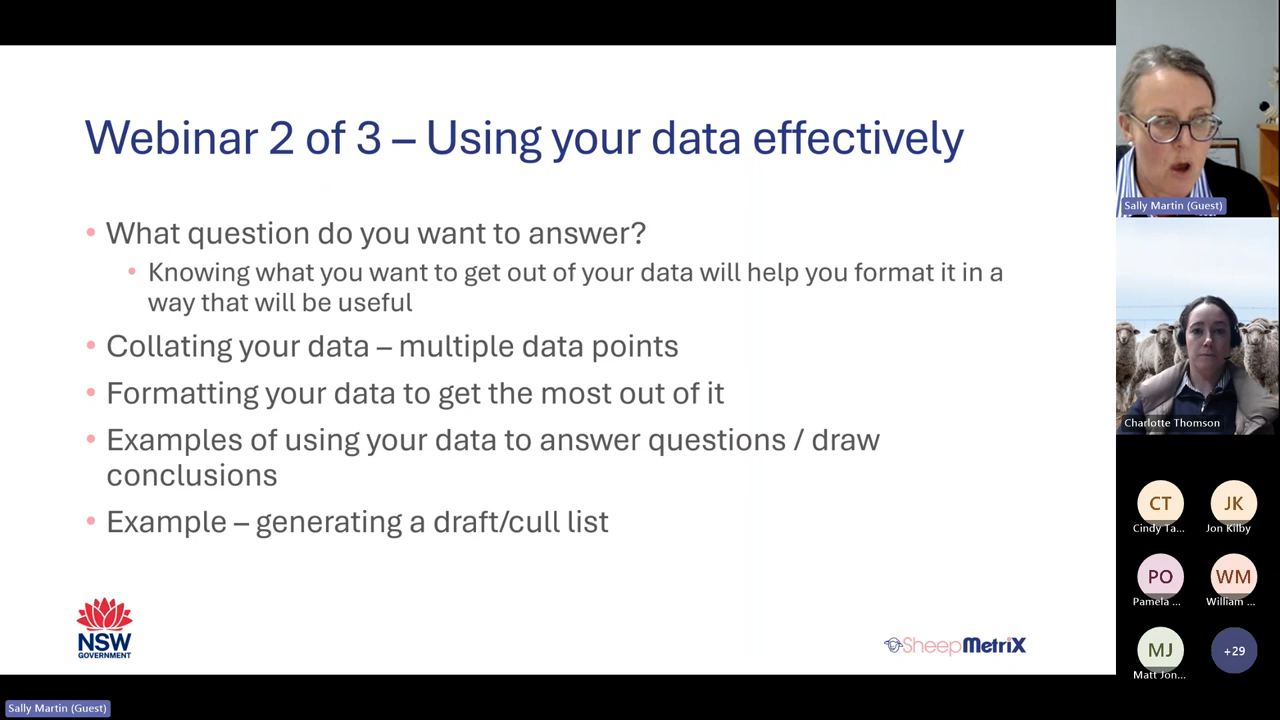 Webinar 2 of 3 – Using your data effectively
• What question do you want to answer?
• Knowing what you want to get out of your data will help you format it in a
way that will be useful
• Collating your data – multiple data points
• Formatting your data to get the most out of it
• Examples of using your data to answer questions / draw
conclusions
• Example – generating a draft/cull list
NSW
GOVERNMENT
SheepMetriX
Sally Martin (Guest)
Charlotte Thomson
CT
JK
Cindy Ta...
Jon Kilby
PO
WM
Pamela ...
William ...
MJ
+29
Matt Jon...
Sally Martin (Guest)